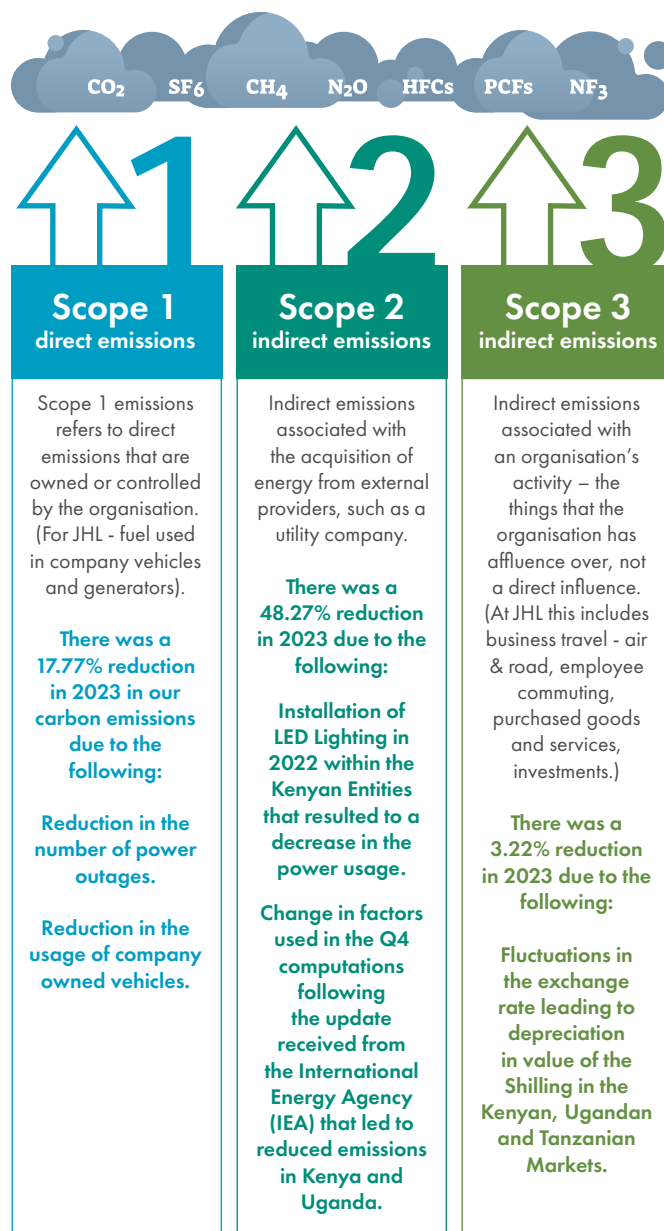 CO2 SF6 CH4 N2O HFCs PCFs NF3
1
2
3
Scope 1
direct emissions
Scope 1 emissions
refers to direct
emissions that are
owned or controlled
by the organisation.
(For JHL - fuel used
in company vehicles
and generators).
There was a
17.77% reduction
in 2023 in our
carbon emissions
due to the
following:
Reduction in the
number of power
outages.
Reduction in the
usage of company
owned vehicles.
Scope 2
indirect emissions
Indirect emissions
associated with
the acquisition of
energy from external
providers, such as a
utility company.
There was a
48.27% reduction
in 2023 due to the
following:
Installation of
LED Lighting in
2022 within the
Kenyan Entities
that resulted to a
decrease in the
power usage.
Change in factors
used in the Q4
computations
following
the update
received from
the International
Energy Agency
(IEA) that led to
reduced emissions
in Kenya and
Uganda.
Scope 3
indirect emissions
Indirect emissions
associated with
an organisation's
activity – the
things that the
organisation has
affluence over, not
a direct influence.
(At JHL this includes
business travel - air
& road, employee
commuting,
purchased goods
and services,
investments.)
There was a
3.22% reduction
in 2023 due to the
following:
Fluctuations in
the exchange
rate leading to
depreciation
in value of the
Shilling in the
Kenyan, Ugandan
and Tanzanian
Markets.